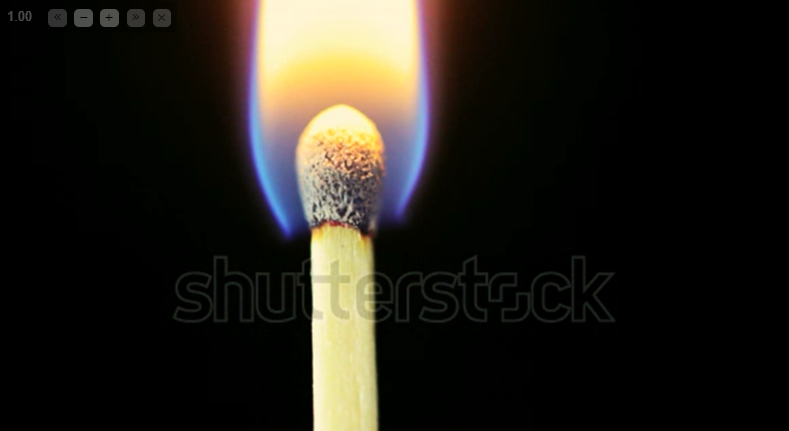 1.00 « − + » ×
shutterstock